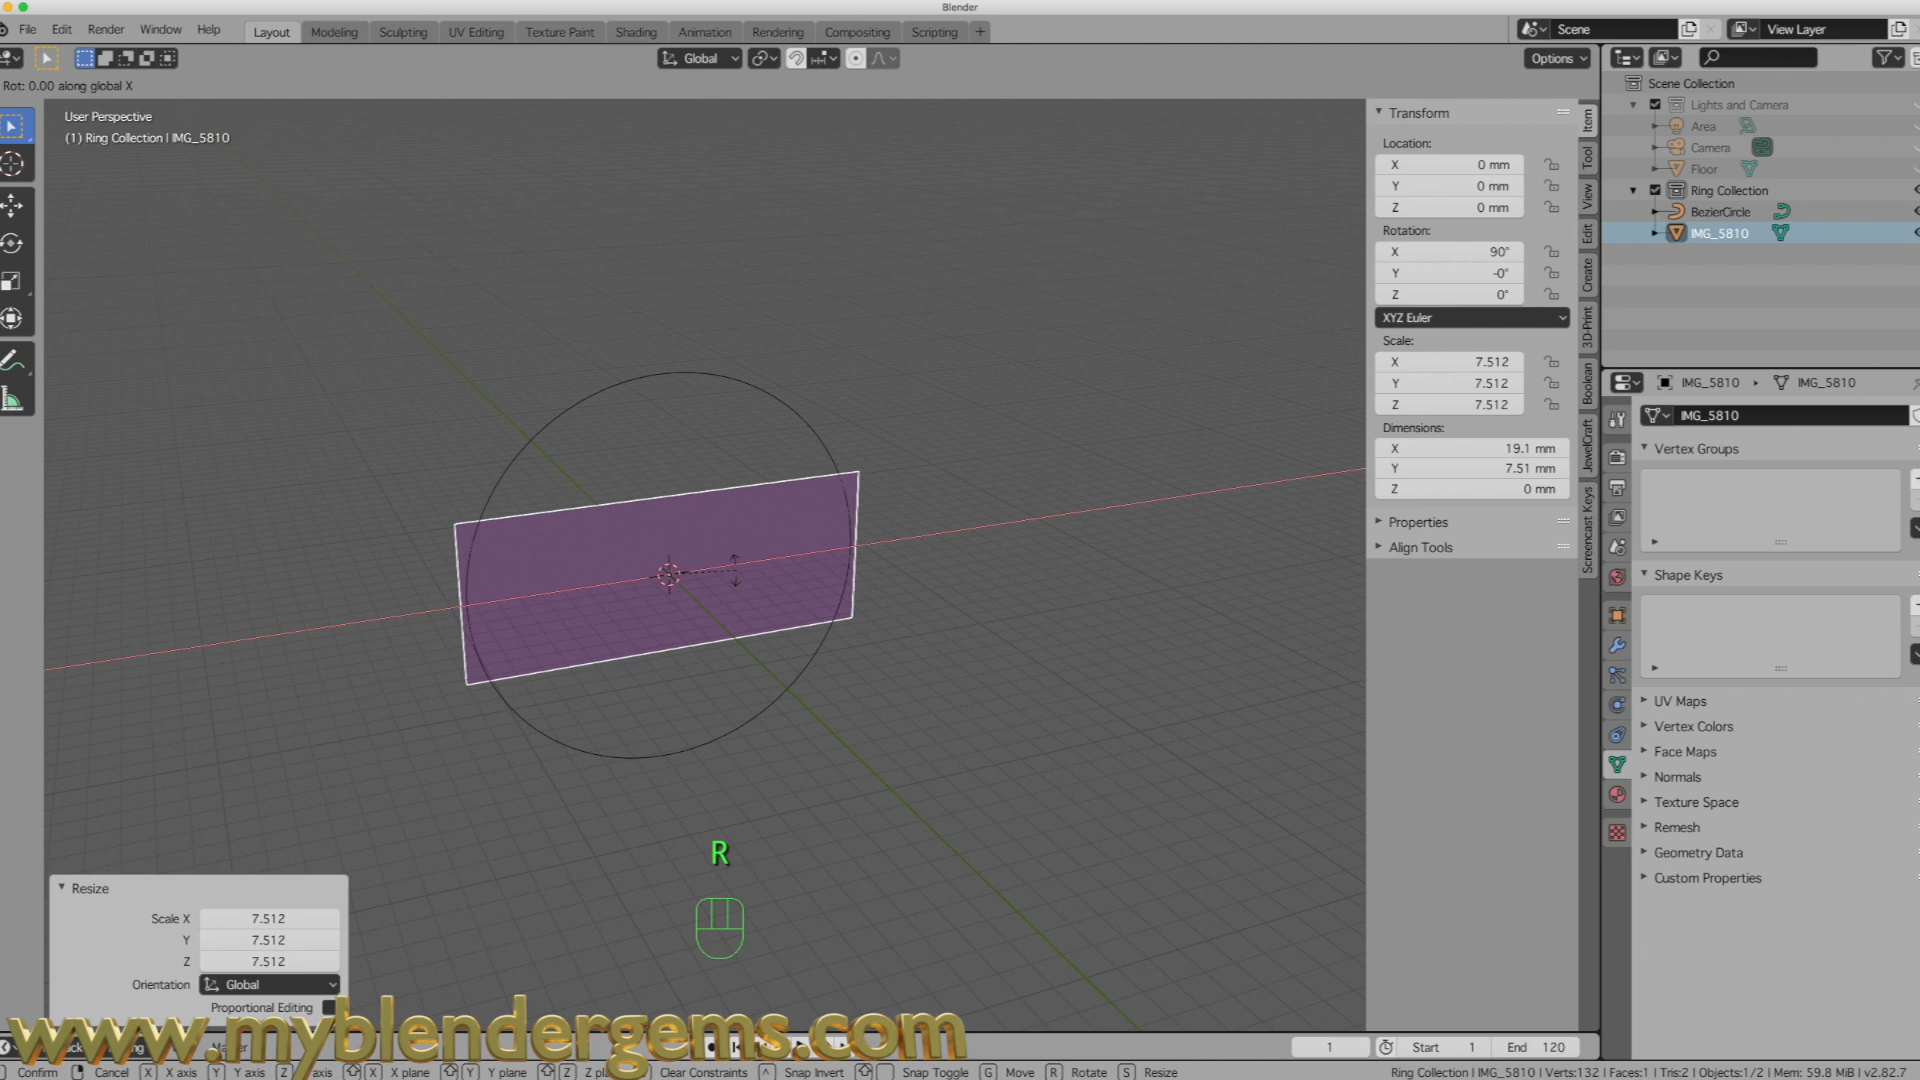 Blender
File Edit Render Window Help Layout Modeling Sculpting UV Editing Texture Paint Shading Animation Rendering Compositing Scripting + Scene View Layer
Global Options
Rot: 0.00 along global X
User Perspective
(1) Ring Collection | IMG_5810
Transform
Location:
X 0 mm
Y 0 mm
Z 0 mm
Rotation:
X 90°
Y -0°
Z 0°
XYZ Euler
Scale:
X 7.512
Y 7.512
Z 7.512
Dimensions:
X 19.1 mm
Y 7.51 mm
Z 0 mm
Properties
Align Tools
Item
Tool
View
Edit
Create
3D-Print
Boolean
JewelCraft
Screencast Keys
Scene Collection
Lights and Camera
Area
Camera
Floor
Ring Collection
BezierCircle
IMG_5810
IMG_5810 IMG_5810
IMG_5810
Vertex Groups
Shape Keys
UV Maps
Vertex Colors
Face Maps
Normals
Texture Space
Remesh
Geometry Data
Custom Properties
R
Resize
Scale X 7.512
Y 7.512
Z 7.512
Orientation Global
Proportional Editing
www.myblendergems.com
1 Start 1 End 120
Confirm Cancel X X axis Y Y axis Z axis X X plane Y Y plane Z Clear Constraints ^ Snap Invert Snap Toggle G Move R Rotate S Resize
Ring Collection | IMG_5810 | Verts:132 | Faces:1 | Tris:2 | Objects:1/2 | Mem: 59.8 MiB | v2.82.7